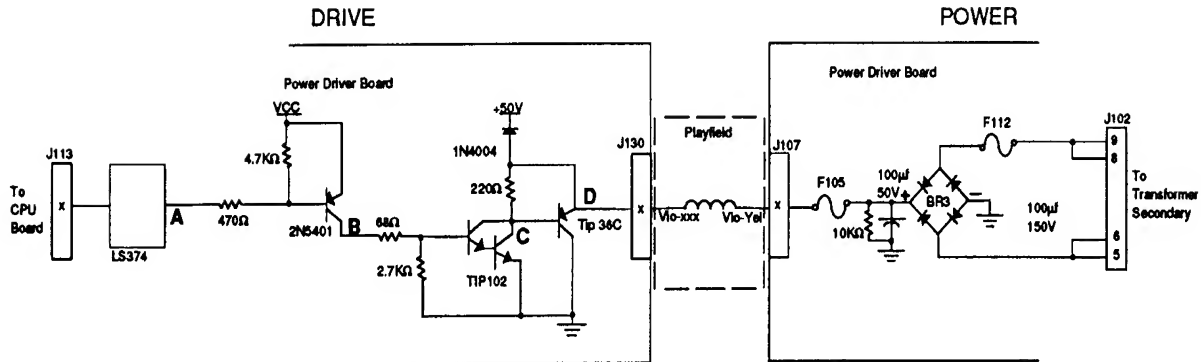 DRIVE
POWER
Power Driver Board
VCC
4.7KΩ
J113
To
CPU
Board
x
LS374
A
470Ω
2N5401
B
68Ω
2.7KΩ
+50V
1N4004
220Ω
C
TIP102
D
Tip 36C
J130
x
Playfield
Vio-xxx
Vio-Yel
J107
x
Power Driver Board
F105
100µf
50V
+
10KΩ
BR3
F112
100µf
150V
J102
9
8
6
5
To
Transformer
Secondary